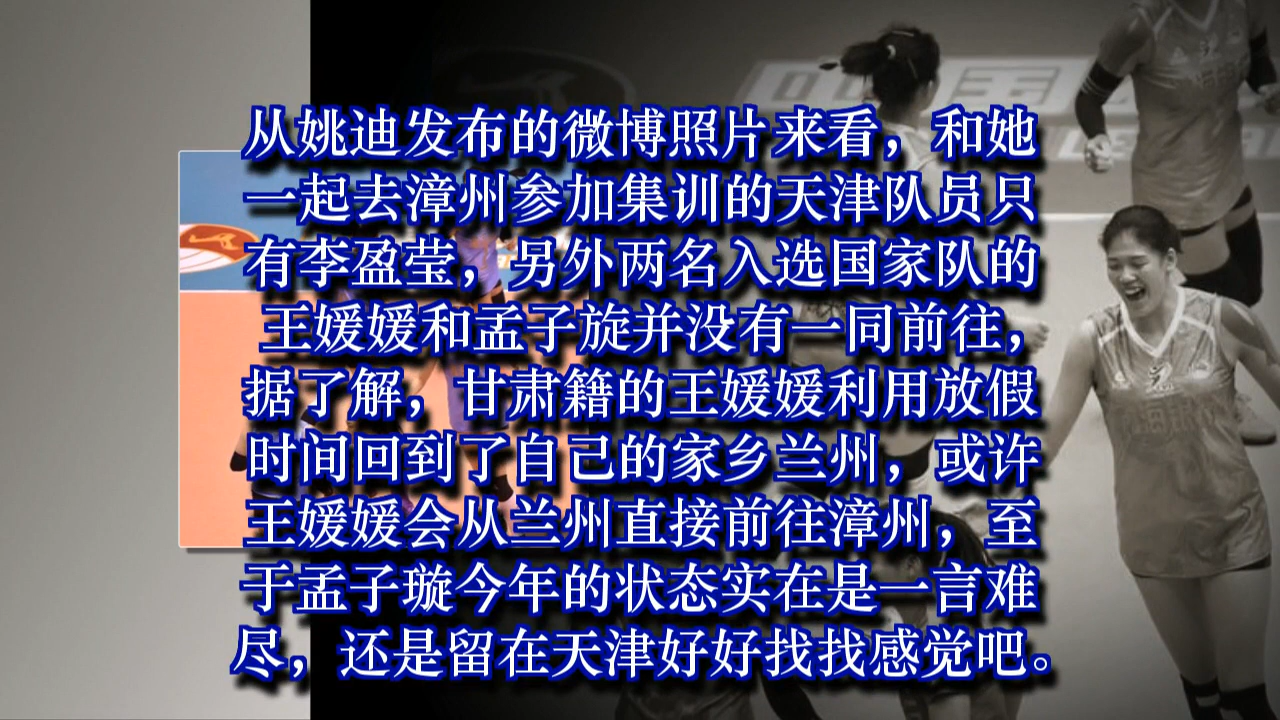 从姚迪发布的微博照片来看，和她
一起去漳州参加集训的天津队员只
有李盈莹，另外两名入选国家队的
王媛媛和孟子旋并没有一同前往，
据了解，甘肃籍的王媛媛利用放假
时间回到了自己的家乡兰州，或许
王媛媛会从兰州直接前往漳州，至
于孟子璇今年的状态实在是一言难
尽，还是留在天津好好找找感觉吧。